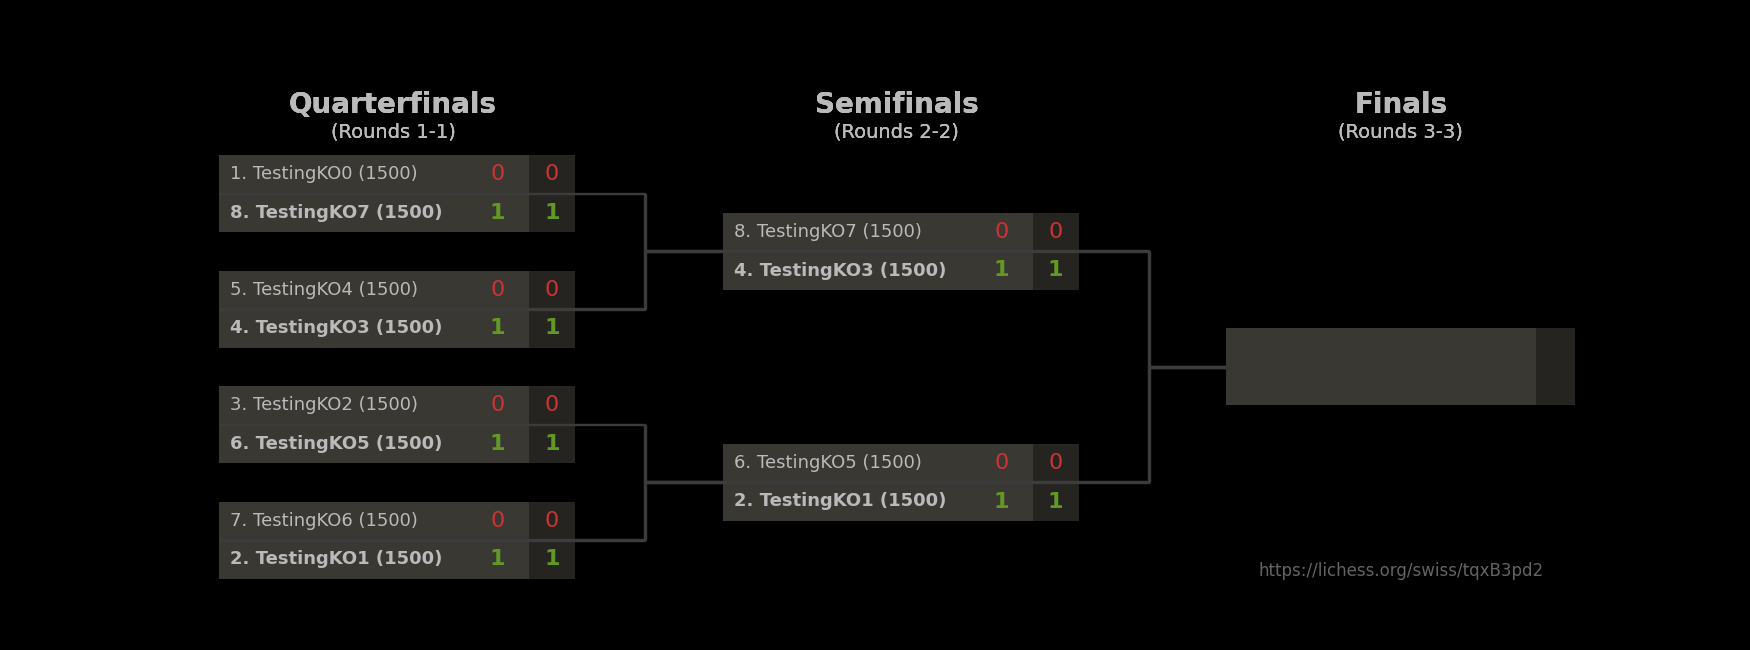 Quarterfinals
(Rounds 1-1)
1. TestingKO0 (1500) 0 0
8. TestingKO7 (1500) 1 1
5. TestingKO4 (1500) 0 0
4. TestingKO3 (1500) 1 1
3. TestingKO2 (1500) 0 0
6. TestingKO5 (1500) 1 1
7. TestingKO6 (1500) 0 0
2. TestingKO1 (1500) 1 1
Semifinals
(Rounds 2-2)
8. TestingKO7 (1500) 0 0
4. TestingKO3 (1500) 1 1
6. TestingKO5 (1500) 0 0
2. TestingKO1 (1500) 1 1
Finals
(Rounds 3-3)
https://lichess.org/swiss/tqxB3pd2